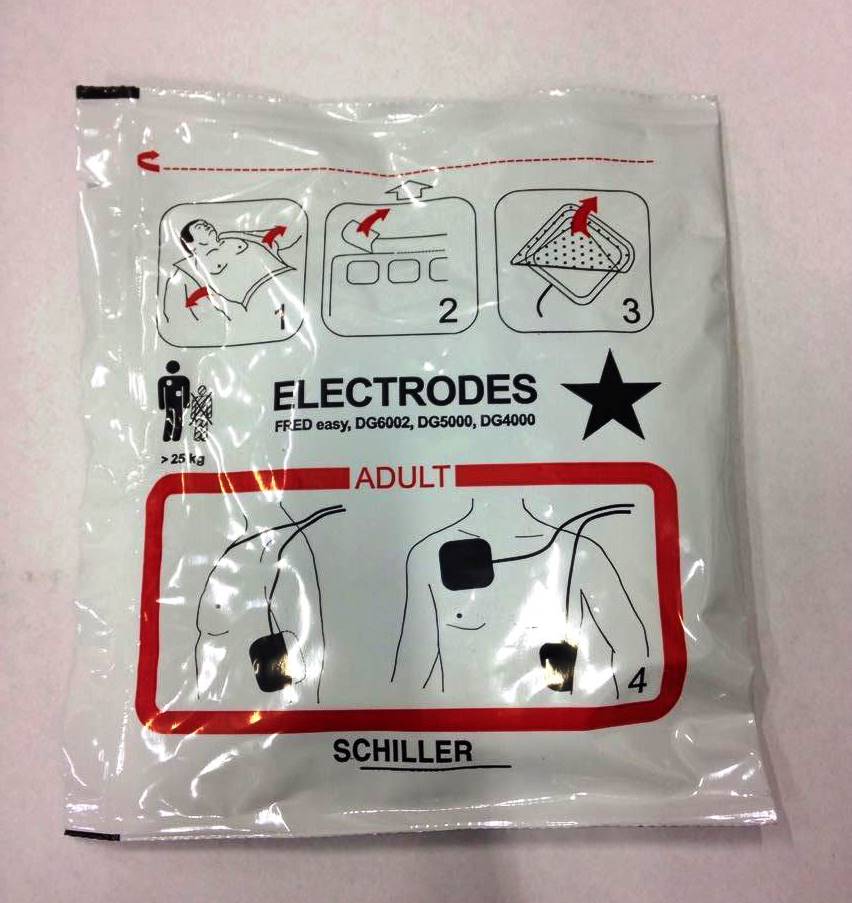 1
2
3
ELECTRODES
FRED easy, DG6002, DG5000, DG4000
> 25 kg
ADULT
4
SCHILLER